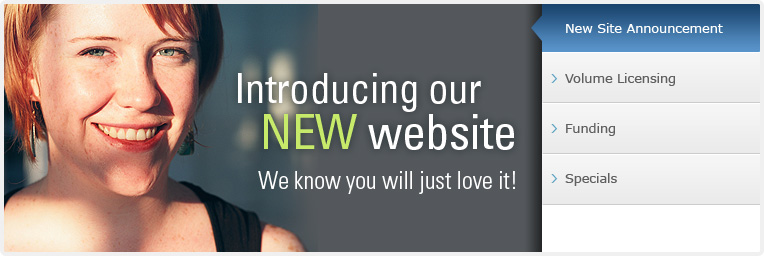 Introducing our
NEW website
We know you will just love it!
New Site Announcement
Volume Licensing
Funding
Specials